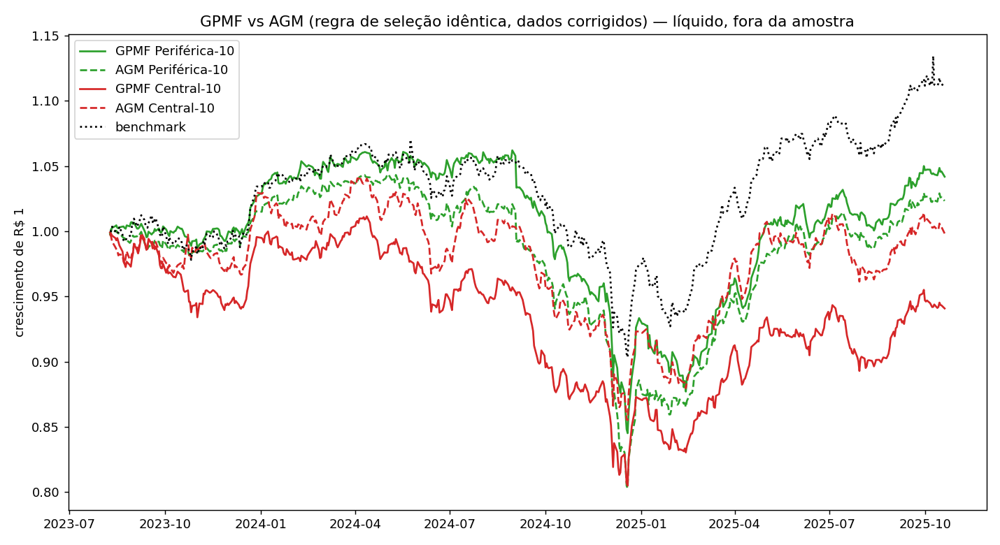 GPMF vs AGM (regra de seleção idêntica, dados corrigidos) — líquido, fora da amostra
1.15
1.10
1.05
1.00
0.95
0.90
0.85
0.80
crescimento de R$ 1
GPMF Periférica-10
AGM Periférica-10
GPMF Central-10
AGM Central-10
benchmark
2023-07
2023-10
2024-01
2024-04
2024-07
2024-10
2025-01
2025-04
2025-07
2025-10